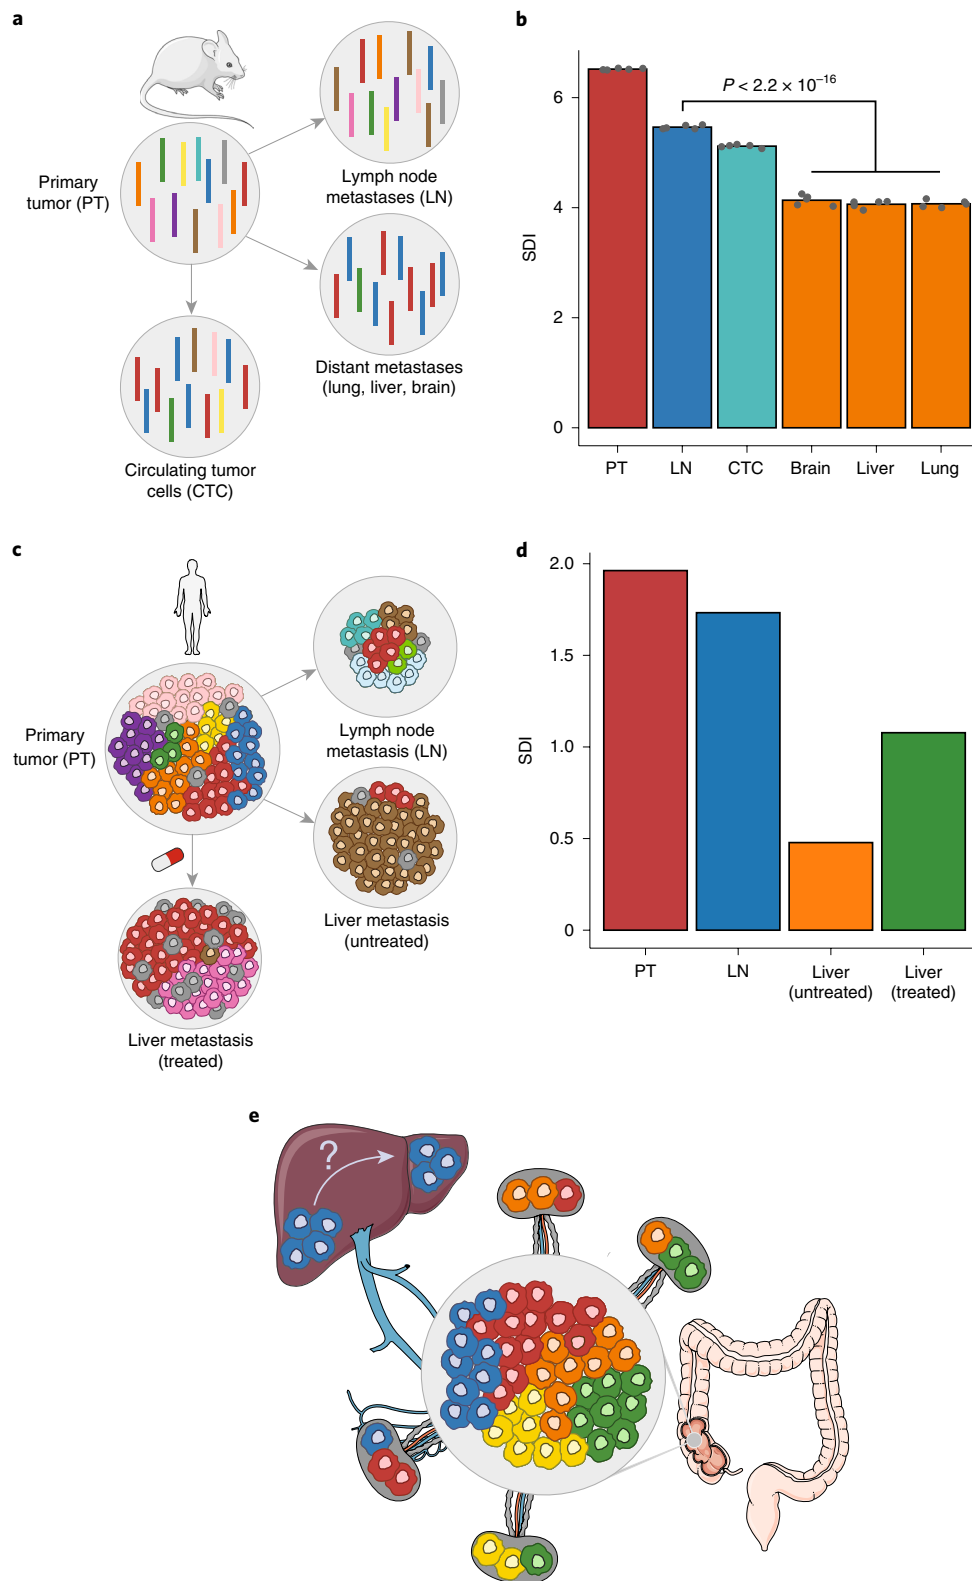 a
Primary
tumor (PT)
Lymph node
metastases (LN)
Distant metastases
(lung, liver, brain)
Circulating tumor
cells (CTC)
b
P < 2.2 × 10⁻¹⁶
SDI
6
4
2
0
PT
LN
CTC
Brain
Liver
Lung
c
Primary
tumor (PT)
Lymph node
metastasis (LN)
Liver metastasis
(untreated)
Liver metastasis
(treated)
d
SDI
2.0
1.5
1.0
0.5
0
PT
LN
Liver
(untreated)
Liver
(treated)
e
?